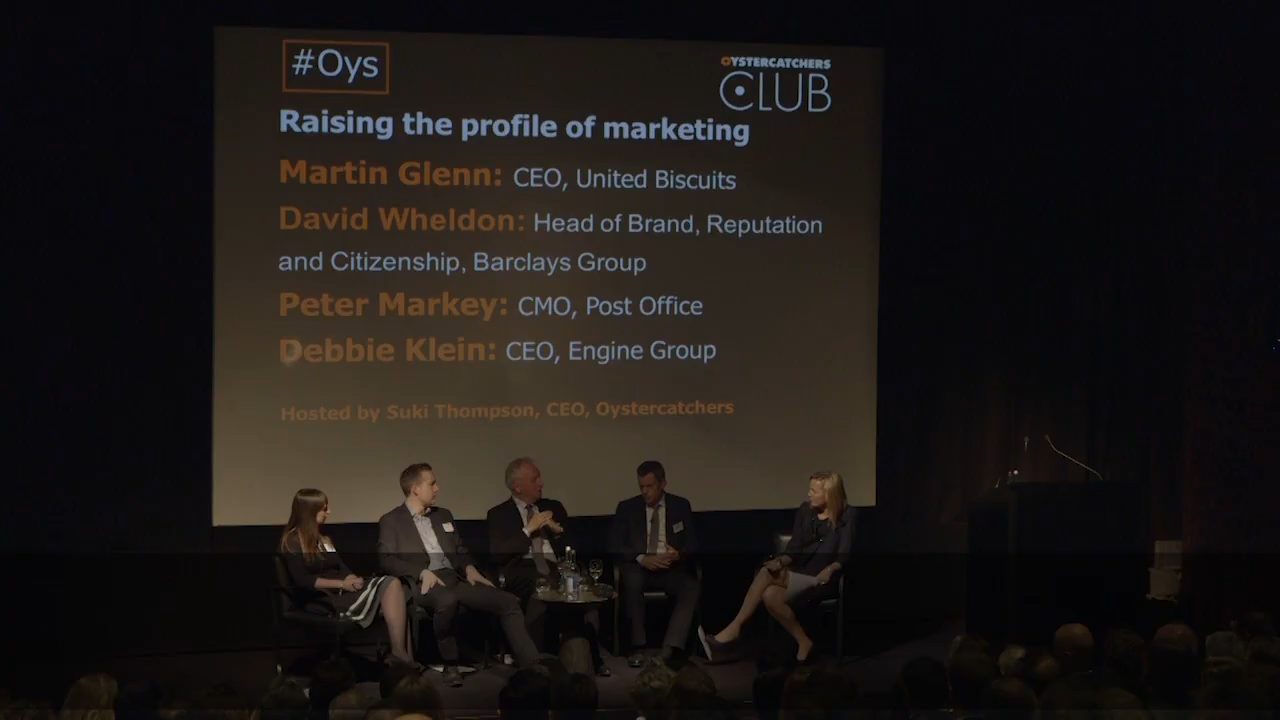 #Oys
OYSTERCATCHERS
CLUB
Raising the profile of marketing
Martin Glenn: CEO, United Biscuits
David Wheldon: Head of Brand, Reputation
and Citizenship, Barclays Group
Peter Markey: CMO, Post Office
Debbie Klein: CEO, Engine Group
Hosted by Suki Thompson, CEO, Oystercatchers